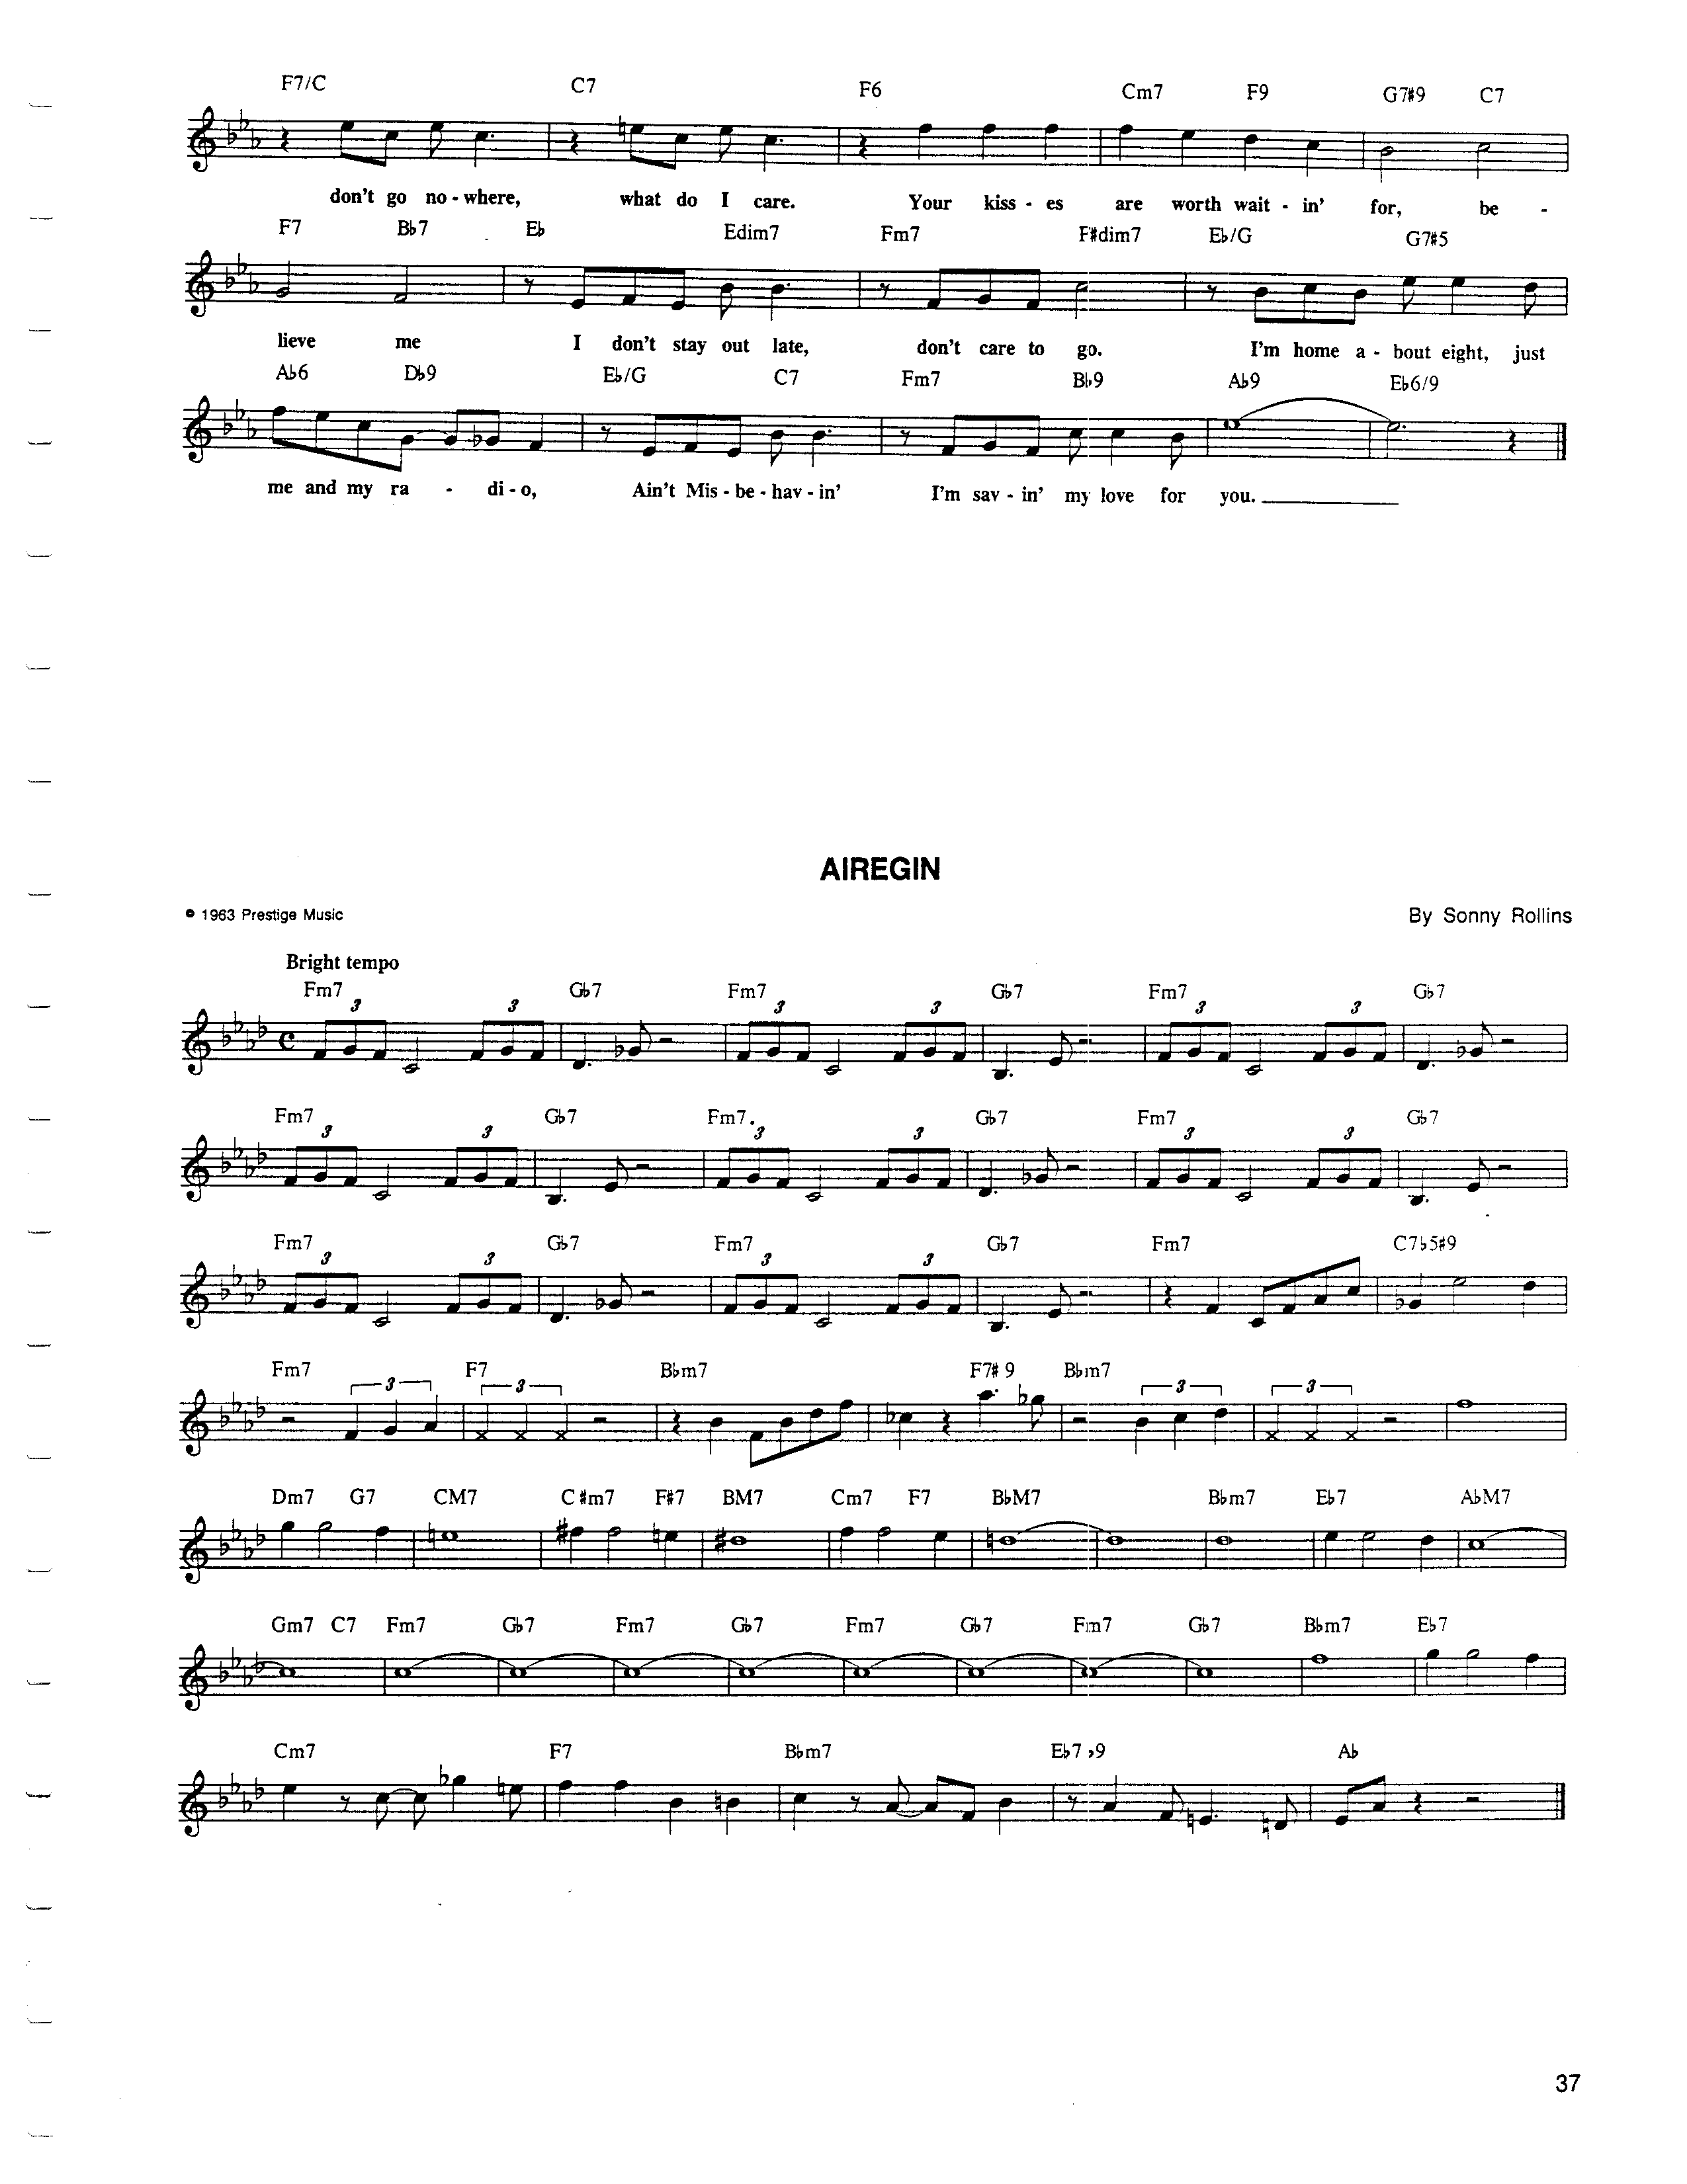 F7/C C7 F6 Cm7 F9 G7♯9 C7
don't go no - where, what do I care. Your kiss - es are worth wait - in' for, be -
F7 B♭7 E♭ Edim7 Fm7 F♯dim7 E♭/G G7♯5
lieve me I don't stay out late, don't care to go. I'm home a - bout eight, just
A♭6 D♭9 E♭/G C7 Fm7 B♭9 A♭9 E♭6/9
me and my ra - di - o, Ain't Mis - be - hav - in' I'm sav - in' my love for you.
AIREGIN
© 1963 Prestige Music By Sonny Rollins
Bright tempo
Fm7 G♭7 Fm7 G♭7 Fm7 G♭7
3 3 3 3 3 3
Fm7 G♭7 Fm7 G♭7 Fm7 G♭7
3 3 3 3 3 3
Fm7 G♭7 Fm7 G♭7 Fm7 C7♭5♯9
3 3 3 3
Fm7 F7 B♭m7 F7♯9 B♭m7
3 3 3 3
Dm7 G7 CM7 C♯m7 F♯7 BM7 Cm7 F7 B♭M7 B♭m7 E♭7 A♭M7
Gm7 C7 Fm7 G♭7 Fm7 G♭7 Fm7 G♭7 Fm7 G♭7 B♭m7 E♭7
Cm7 F7 B♭m7 E♭7♭9 A♭
37